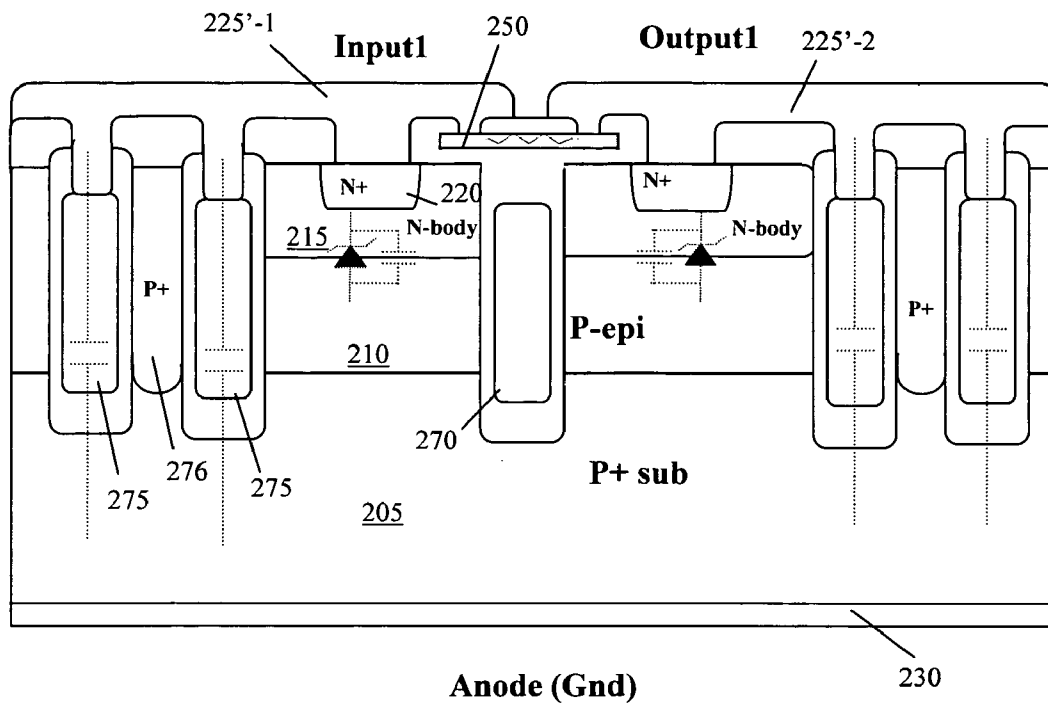 225'-1
Input1
250
Output1
225'-2
N+
220
N+
215
N-body
N-body
P+
P-epi
P+
210
270
275
276
275
P+ sub
205
230
Anode (Gnd)